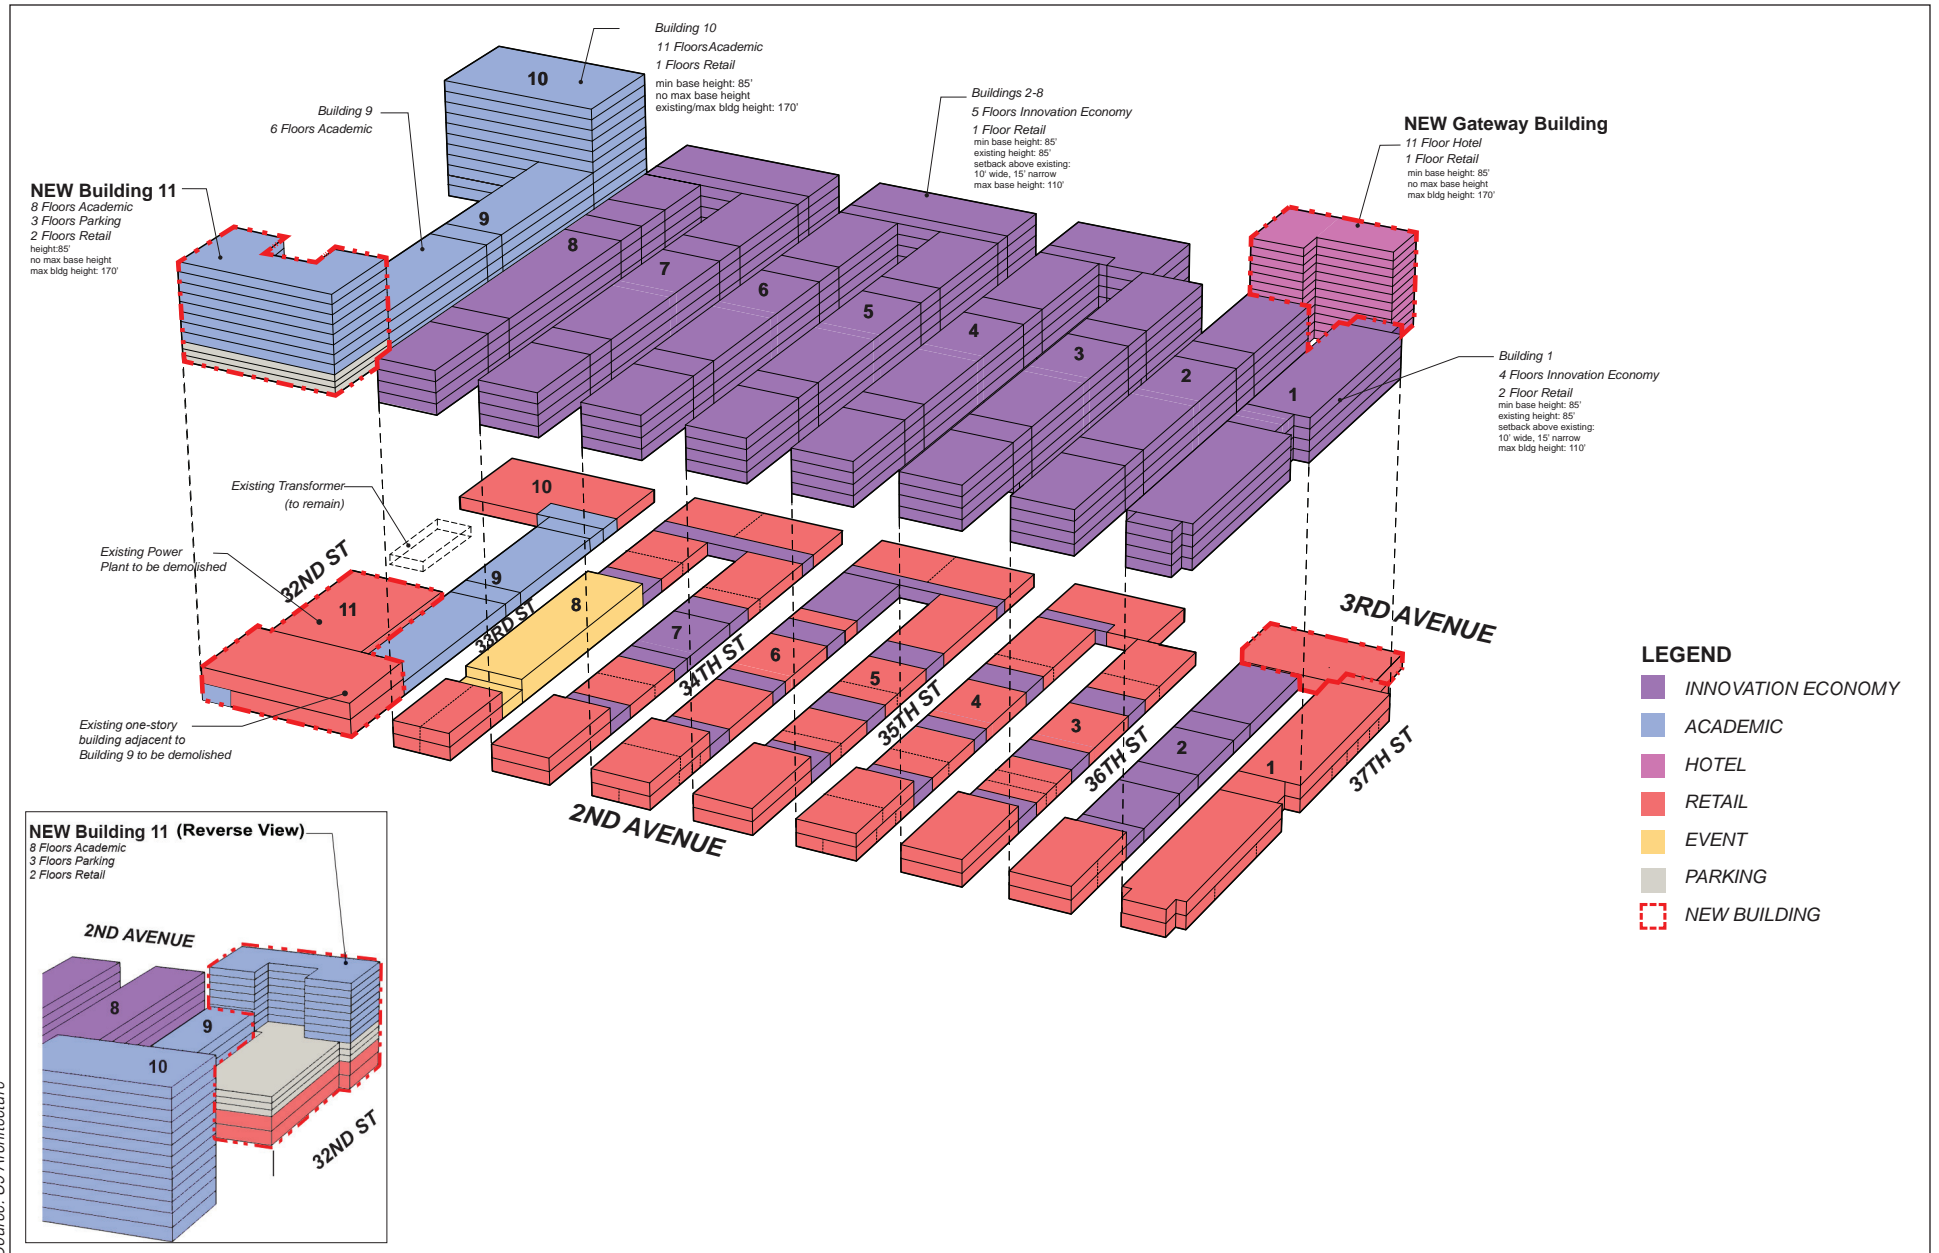 Building 10
11 FloorsAcademic
1 Floors Retail
min base height: 85'
no max base height
existing/max bldg height: 170'
Building 9
6 Floors Academic
Buildings 2-8
5 Floors Innovation Economy
1 Floor Retail
min base height: 85'
existing height: 85'
setback above existing:
10' wide, 15' narrow
max base height: 110'
NEW Gateway Building
11 Floor Hotel
1 Floor Retail
min base height: 85'
no max base height
max bldg height: 170'
NEW Building 11
8 Floors Academic
3 Floors Parking
2 Floors Retail
height:85'
no max base height
max bldg height: 170'
10
9
8
7
6
5
4
3
2
1
Building 1
4 Floors Innovation Economy
2 Floor Retail
min base height: 85'
existing height: 85'
setback above existing:
10' wide, 15' narrow
max bldg height: 110'
Existing Transformer
(to remain)
Existing Power
Plant to be demolished
Existing one-story
building adjacent to
Building 9 to be demolished
32ND ST
33RD ST
34TH ST
35TH ST
36TH ST
37TH ST
2ND AVENUE
3RD AVENUE
10
11
9
8
7
6
5
4
3
2
1
LEGEND
INNOVATION ECONOMY
ACADEMIC
HOTEL
RETAIL
EVENT
PARKING
NEW BUILDING
NEW Building 11 (Reverse View)
8 Floors Academic
3 Floors Parking
2 Floors Retail
2ND AVENUE
8
9
10
32ND ST